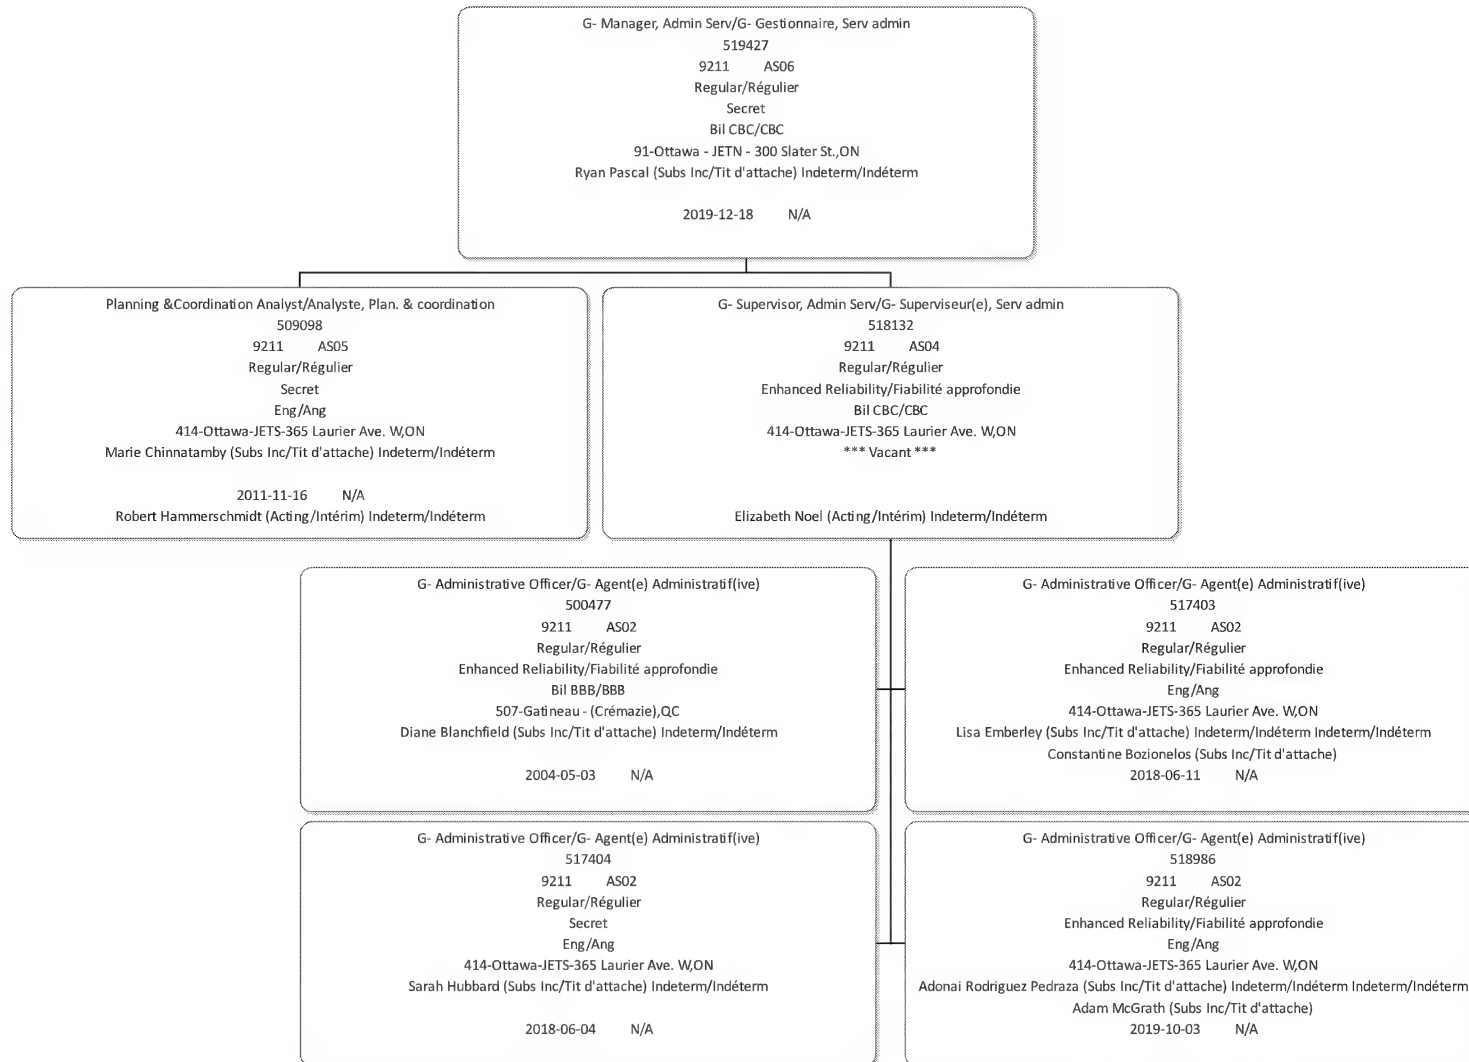 G- Manager, Admin Serv/G- Gestionnaire, Serv admin
519427
9211 AS06
Regular/Régulier
Secret
Bil CBC/CBC
91-Ottawa - JETN - 300 Slater St.,ON
Ryan Pascal (Subs Inc/Tit d'attache) Indeterm/Indéterm
2019-12-18 N/A
Planning &Coordination Analyst/Analyste, Plan. & coordination
509098
9211 AS05
Regular/Régulier
Secret
Eng/Ang
414-Ottawa-JETS-365 Laurier Ave. W,ON
Marie Chinnatamby (Subs Inc/Tit d'attache) Indeterm/Indéterm
2011-11-16 N/A
Robert Hammerschmidt (Acting/Intérim) Indeterm/Indéterm
G- Supervisor, Admin Serv/G- Superviseur(e), Serv admin
518132
9211 AS04
Regular/Régulier
Enhanced Reliability/Fiabilité approfondie
Bil CBC/CBC
414-Ottawa-JETS-365 Laurier Ave. W,ON
*** Vacant ***
Elizabeth Noel (Acting/Intérim) Indeterm/Indéterm
G- Administrative Officer/G- Agent(e) Administratif(ive)
500477
9211 AS02
Regular/Régulier
Enhanced Reliability/Fiabilité approfondie
Bil BBB/BBB
507-Gatineau - (Crémazie),QC
Diane Blanchfield (Subs Inc/Tit d'attache) Indeterm/Indéterm
2004-05-03 N/A
G- Administrative Officer/G- Agent(e) Administratif(ive)
517403
9211 AS02
Regular/Régulier
Enhanced Reliability/Fiabilité approfondie
Eng/Ang
414-Ottawa-JETS-365 Laurier Ave. W,ON
Lisa Emberley (Subs Inc/Tit d'attache) Indeterm/Indéterm Indeterm/Indéterm
Constantine Bozionelos (Subs Inc/Tit d'attache)
2018-06-11 N/A
G- Administrative Officer/G- Agent(e) Administratif(ive)
517404
9211 AS02
Regular/Régulier
Secret
Eng/Ang
414-Ottawa-JETS-365 Laurier Ave. W,ON
Sarah Hubbard (Subs Inc/Tit d'attache) Indeterm/Indéterm
2018-06-04 N/A
G- Administrative Officer/G- Agent(e) Administratif(ive)
518986
9211 AS02
Regular/Régulier
Enhanced Reliability/Fiabilité approfondie
Eng/Ang
414-Ottawa-JETS-365 Laurier Ave. W,ON
Adonai Rodriguez Pedraza (Subs Inc/Tit d'attache) Indeterm/Indéterm Indeterm/Indéterm
Adam McGrath (Subs Inc/Tit d'attache)
2019-10-03 N/A